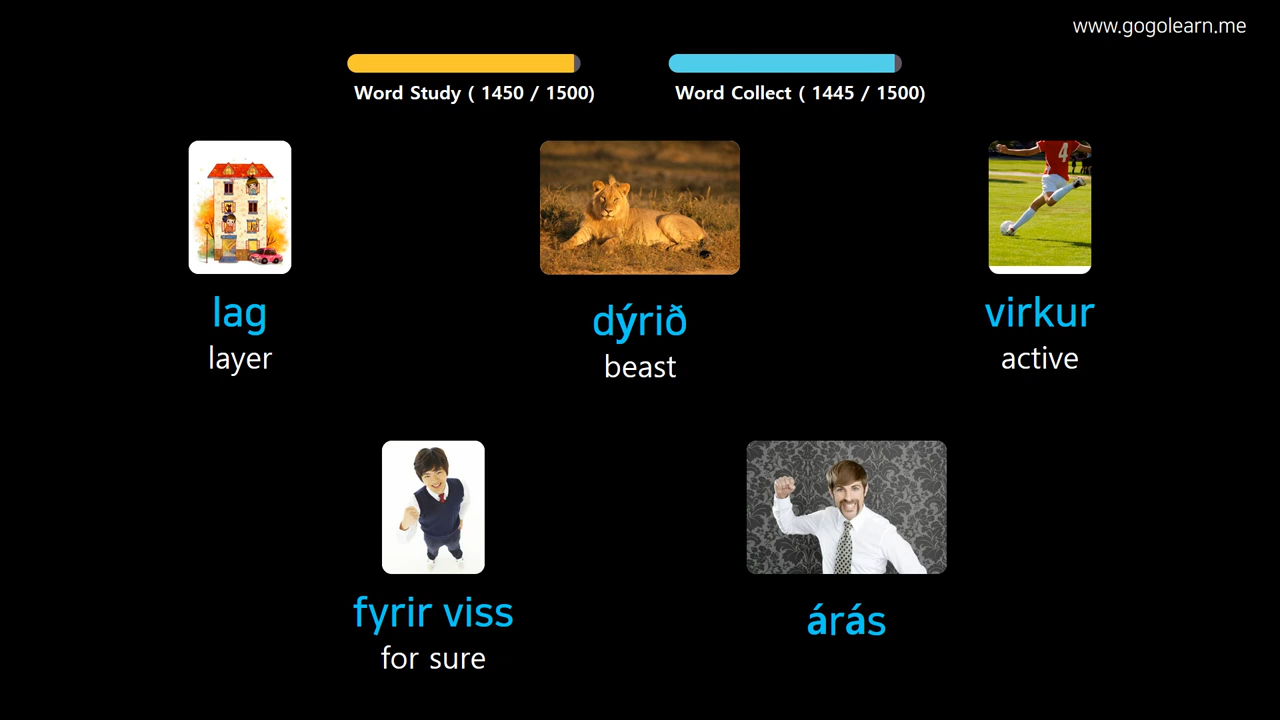 www.gogolearn.me
Word Study ( 1450 / 1500)
Word Collect ( 1445 / 1500)
4
lag
layer
dýrið
beast
virkur
active
fyrir viss
for sure
árás